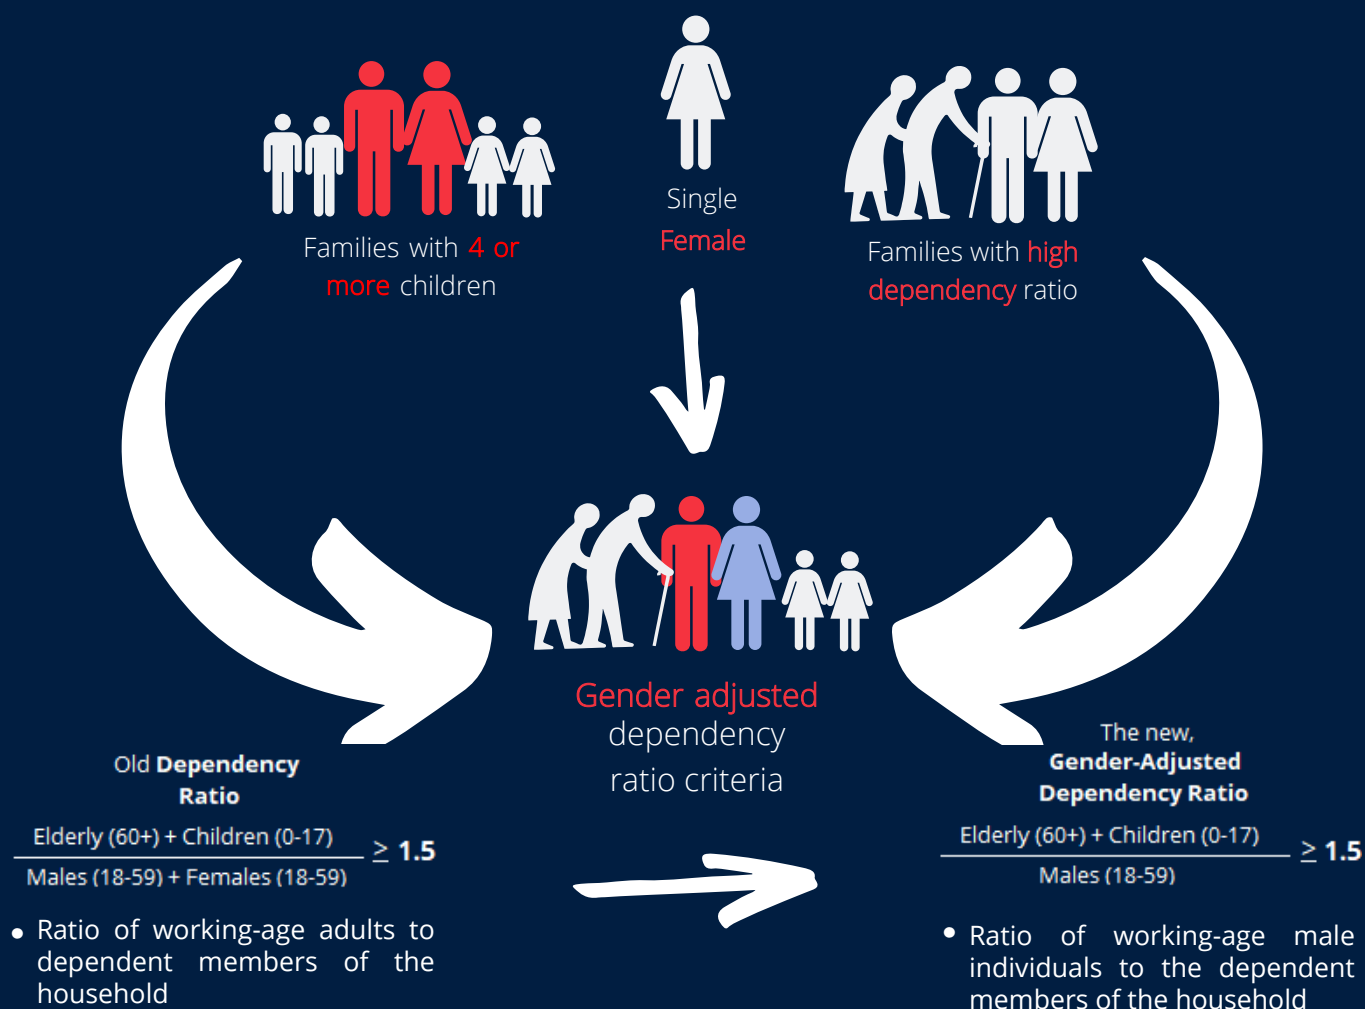 Families with 4 or
more children
Single
Female
Families with high
dependency ratio
Gender adjusted
dependency
ratio criteria
Old Dependency
Ratio
Elderly (60+) + Children (0-17)
Males (18-59) + Females (18-59)
≥ 1.5
• Ratio of working-age adults to
dependent members of the
household
The new,
Gender-Adjusted
Dependency Ratio
Elderly (60+) + Children (0-17)
Males (18-59)
≥ 1.5
• Ratio of working-age male
individuals to the dependent
members of the household